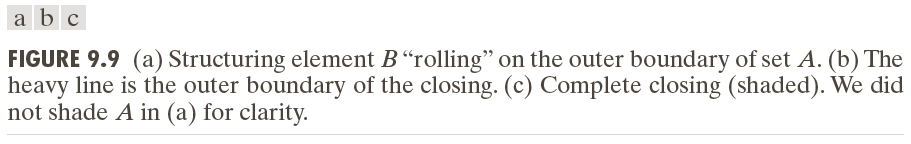 a b c
FIGURE 9.9 (a) Structuring element B “rolling” on the outer boundary of set A. (b) The
heavy line is the outer boundary of the closing. (c) Complete closing (shaded). We did
not shade A in (a) for clarity.